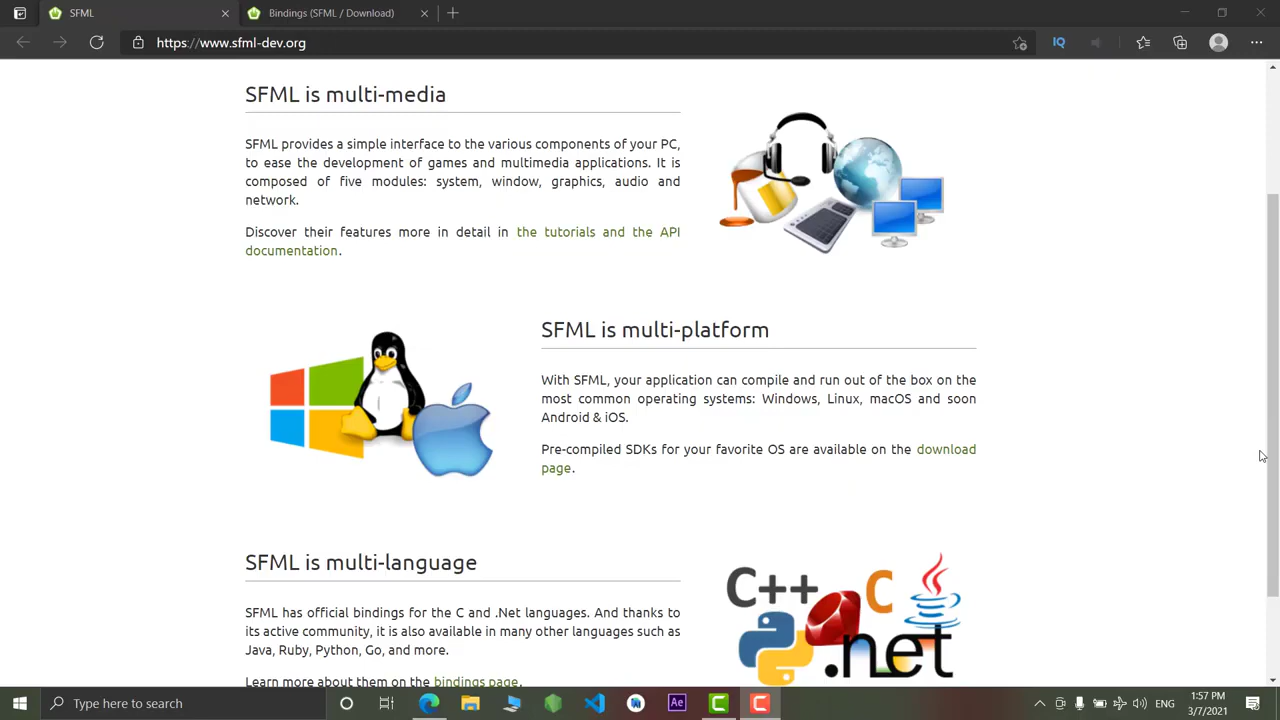 SFML
Bindings (SFML / Download)
https://www.sfml-dev.org
IQ
SFML is multi-media
SFML provides a simple interface to the various components of your PC,
to ease the development of games and multimedia applications. It is
composed of five modules: system, window, graphics, audio and
network.
Discover their features more in detail in the tutorials and the API
documentation.
SFML is multi-platform
With SFML, your application can compile and run out of the box on the
most common operating systems: Windows, Linux, macOS and soon
Android & iOS.
Pre-compiled SDKs for your favorite OS are available on the download
page.
SFML is multi-language
SFML has official bindings for the C and .Net languages. And thanks to
its active community, it is also available in many other languages such as
Java, Ruby, Python, Go, and more.
Learn more about them on the bindings page.
C++ C
.net
Type here to search
Ae
ENG
1:57 PM
3/7/2021